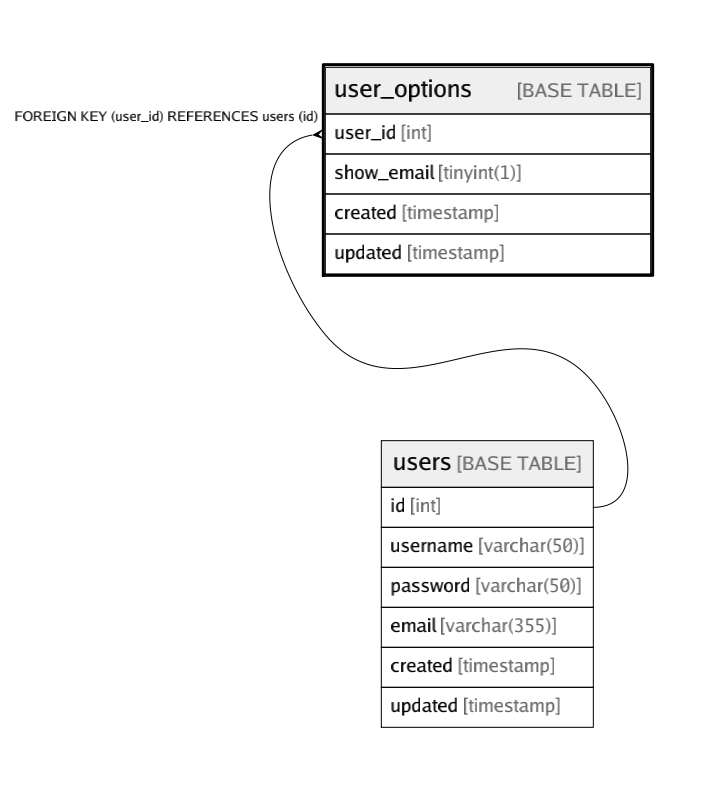 user_options [BASE TABLE]
FOREIGN KEY (user_id) REFERENCES users (id)
user_id [int]
show_email [tinyint(1)]
created [timestamp]
updated [timestamp]
users [BASE TABLE]
id [int]
username [varchar(50)]
password [varchar(50)]
email [varchar(355)]
created [timestamp]
updated [timestamp]